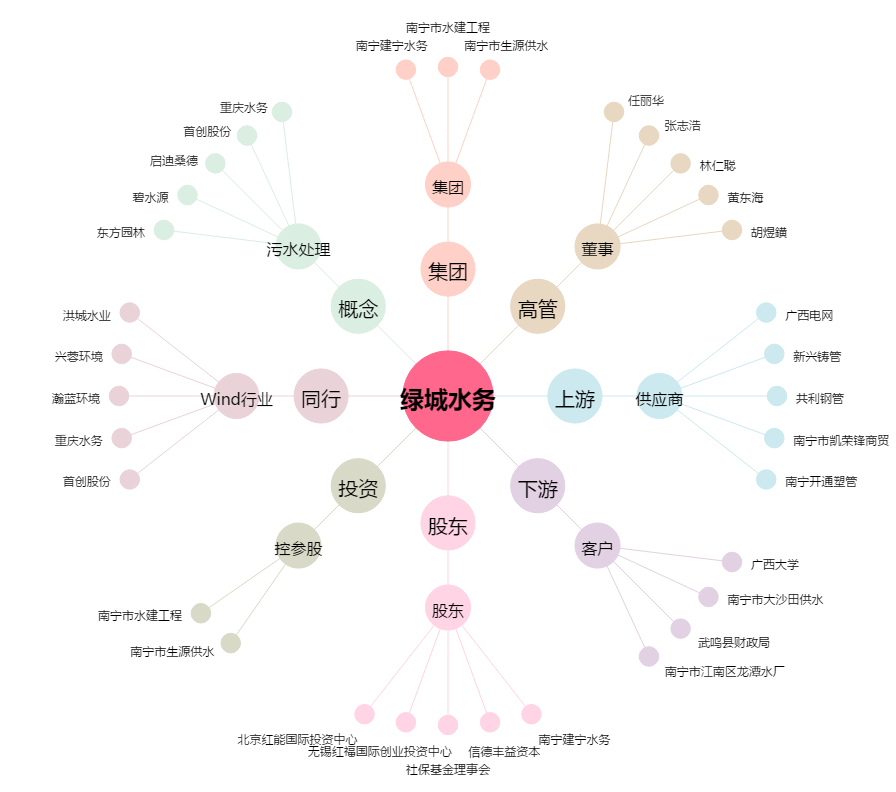 南宁市水建工程
南宁建宁水务
南宁市生源供水
集团
集团
重庆水务
首创股份
启迪桑德
碧水源
东方园林
污水处理
概念
任丽华
张志浩
林仁聪
黄东海
胡煜鐄
董事
高管
洪城水业
兴蓉环境
瀚蓝环境
重庆水务
首创股份
Wind行业
同行
绿城水务
上游
供应商
广西电网
新兴铸管
共利钢管
南宁市凯荣锋商贸
南宁开通塑管
投资
控参股
南宁市水建工程
南宁市生源供水
股东
股东
北京红能国际投资中心
无锡红福国际创业投资中心
社保基金理事会
信德丰益资本
南宁建宁水务
下游
客户
广西大学
南宁市大沙田供水
武鸣县财政局
南宁市江南区龙潭水厂